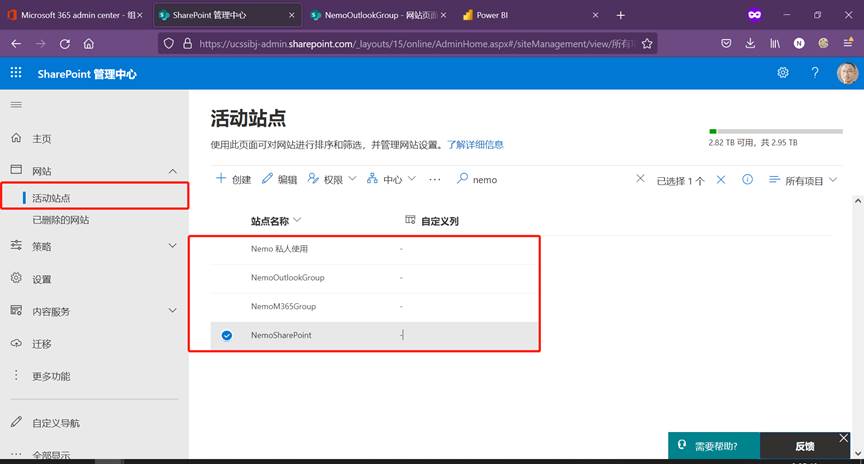 Microsoft 365 admin center - 组
SharePoint 管理中心
NemoOutlookGroup - 网站页面
Power BI
https://ucssibj-admin.sharepoint.com/_layouts/15/online/AdminHome.aspx#/siteManagement/view/所有
SharePoint 管理中心
主页
网站
活动站点
已删除的网站
策略
设置
内容服务
迁移
更多功能
自定义导航
全部显示
活动站点
使用此页面可对网站进行排序和筛选，并管理网站设置。了解详细信息
2.82 TB 可用，共 2.95 TB
创建 编辑 权限 中心 ··· nemo 已选择 1 个 所有项目
站点名称 自定义列
Nemo 私人使用 -
NemoOutlookGroup -
NemoM365Group -
NemoSharePoint -
需要帮助? 反馈